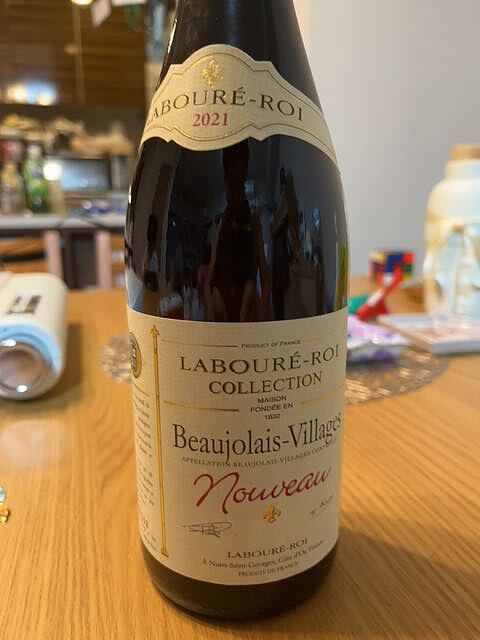 LABOURÉ-ROI
2021
PRODUCT OF FRANCE
LABOURÉ-ROI
COLLECTION
MAISON
FONDÉE EN
1832
Beaujolais-Villages
APPELLATION BEAUJOLAIS-VILLAGES
Nouveau
LABOURÉ-ROI
À Nuits-Saint-Georges, Côte d'Or, France
PRODUIT DE FRANCE